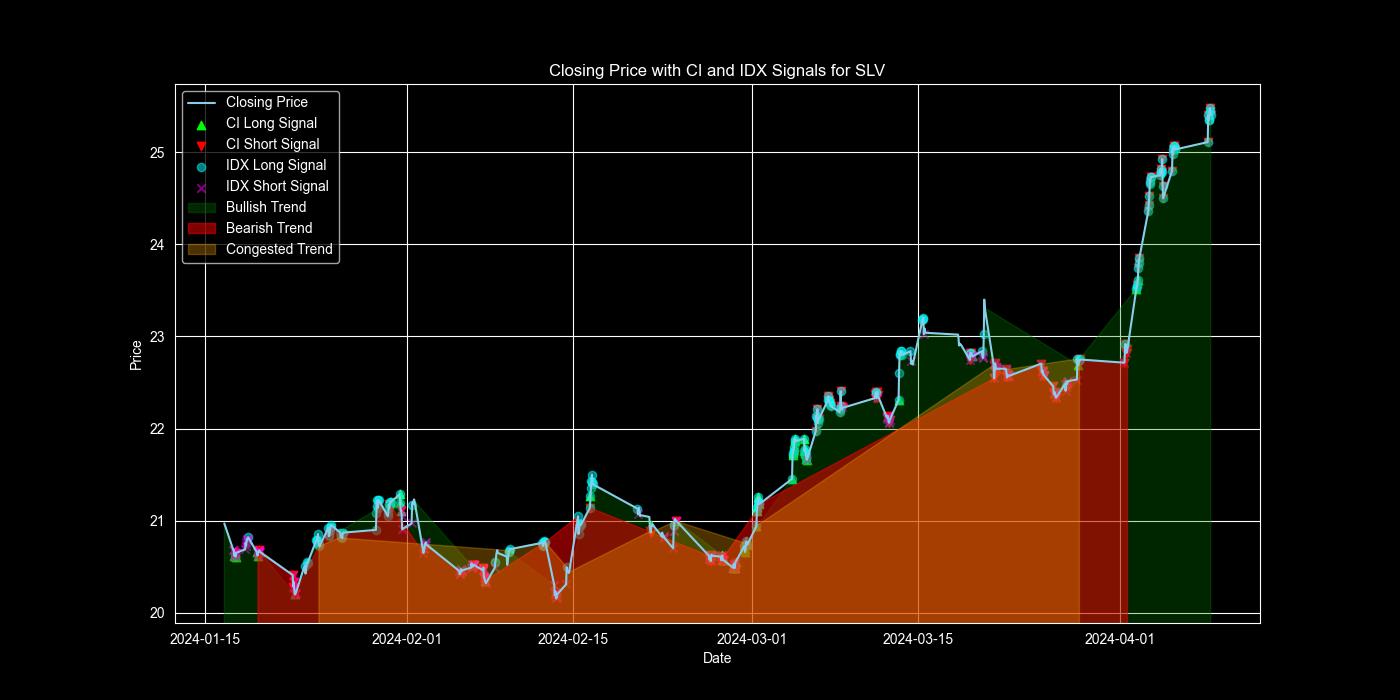 Closing Price with CI and IDX Signals for SLV
Closing Price
CI Long Signal
CI Short Signal
IDX Long Signal
IDX Short Signal
Bullish Trend
Bearish Trend
Congested Trend
25
24
23
22
21
20
Price
2024-01-15 2024-02-01 2024-02-15 2024-03-01 2024-03-15 2024-04-01
Date